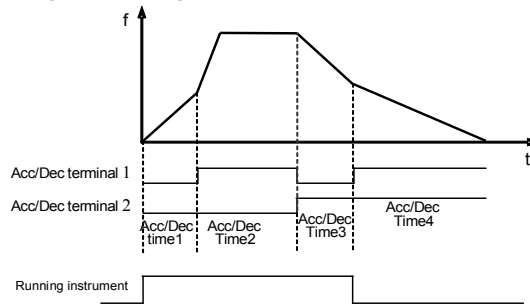 f
t
Acc/Dec terminal 1
Acc/Dec terminal 2
Acc/Dec
time1
Acc/Dec
Time2
Acc/Dec
Time3
Acc/Dec
Time4
Running instrument